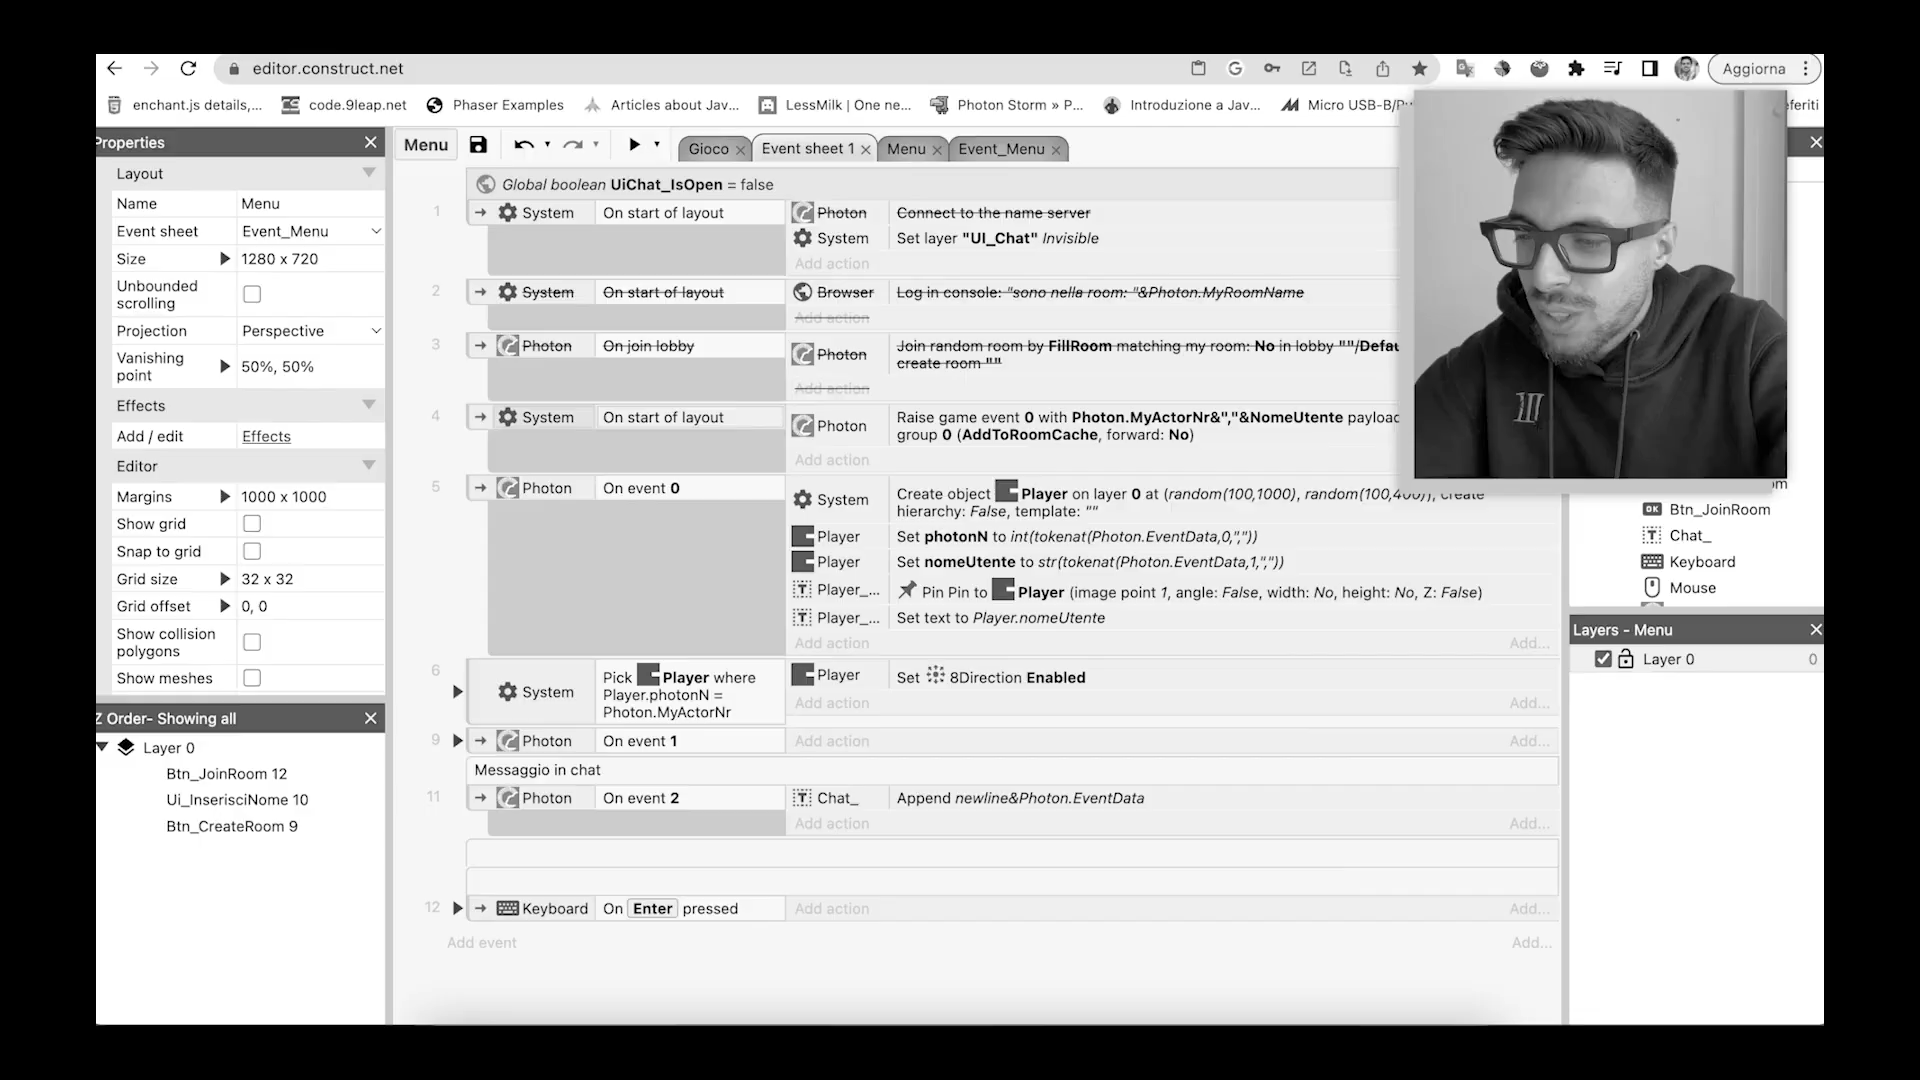 editor.construct.net
Aggiorna
enchant.js details,...
code.9leap.net
Phaser Examples
Articles about Jav...
LessMilk | One ne...
Photon Storm » P...
Introduzione a Jav...
Micro USB-B/P
eferiti
Properties
Layout
Name Menu
Event sheet Event_Menu
Size 1280 x 720
Unbounded
scrolling
Projection Perspective
Vanishing
point 50%, 50%
Effects
Add / edit Effects
Editor
Margins 1000 x 1000
Show grid
Snap to grid
Grid size 32 x 32
Grid offset 0, 0
Show collision
polygons
Show meshes
Z Order- Showing all
Layer 0
Btn_JoinRoom 12
Ui_InserisciNome 10
Btn_CreateRoom 9
Menu
Gioco
Event sheet 1
Menu
Event_Menu
Global boolean UiChat_IsOpen = false
1 System On start of layout Photon Connect to the name server
System Set layer "UI_Chat" Invisible
Add action
2 System On start of layout Browser Log in console: "sono nella room: "&Photon.MyRoomName
Add action
3 Photon On join lobby Photon Join random room by FillRoom matching my room: No in lobby ""/Defau
create room ""
Add action
4 System On start of layout Photon Raise game event 0 with Photon.MyActorNr&","&NomeUtente payload
group 0 (AddToRoomCache, forward: No)
Add action
5 Photon On event 0 System Create object Player on layer 0 at (random(100,1000), random(100,400)), create
hierarchy: False, template: ""
Player Set photonN to int(tokenat(Photon.EventData,0,","))
Player Set nomeUtente to str(tokenat(Photon.EventData,1,","))
Player_... Pin Pin to Player (image point 1, angle: False, width: No, height: No, Z: False)
Player_... Set text to Player.nomeUtente
Add action Add...
6 System Pick Player where
Player.photonN =
Photon.MyActorNr
Player Set 8Direction Enabled
Add action Add...
9 Photon On event 1 Add action Add...
Messaggio in chat
11 Photon On event 2 Chat_ Append newline&Photon.EventData
Add action Add...
12 Keyboard On Enter pressed Add action Add...
Add event Add...
om
Btn_JoinRoom
Chat_
Keyboard
Mouse
Layers - Menu
Layer 0 0